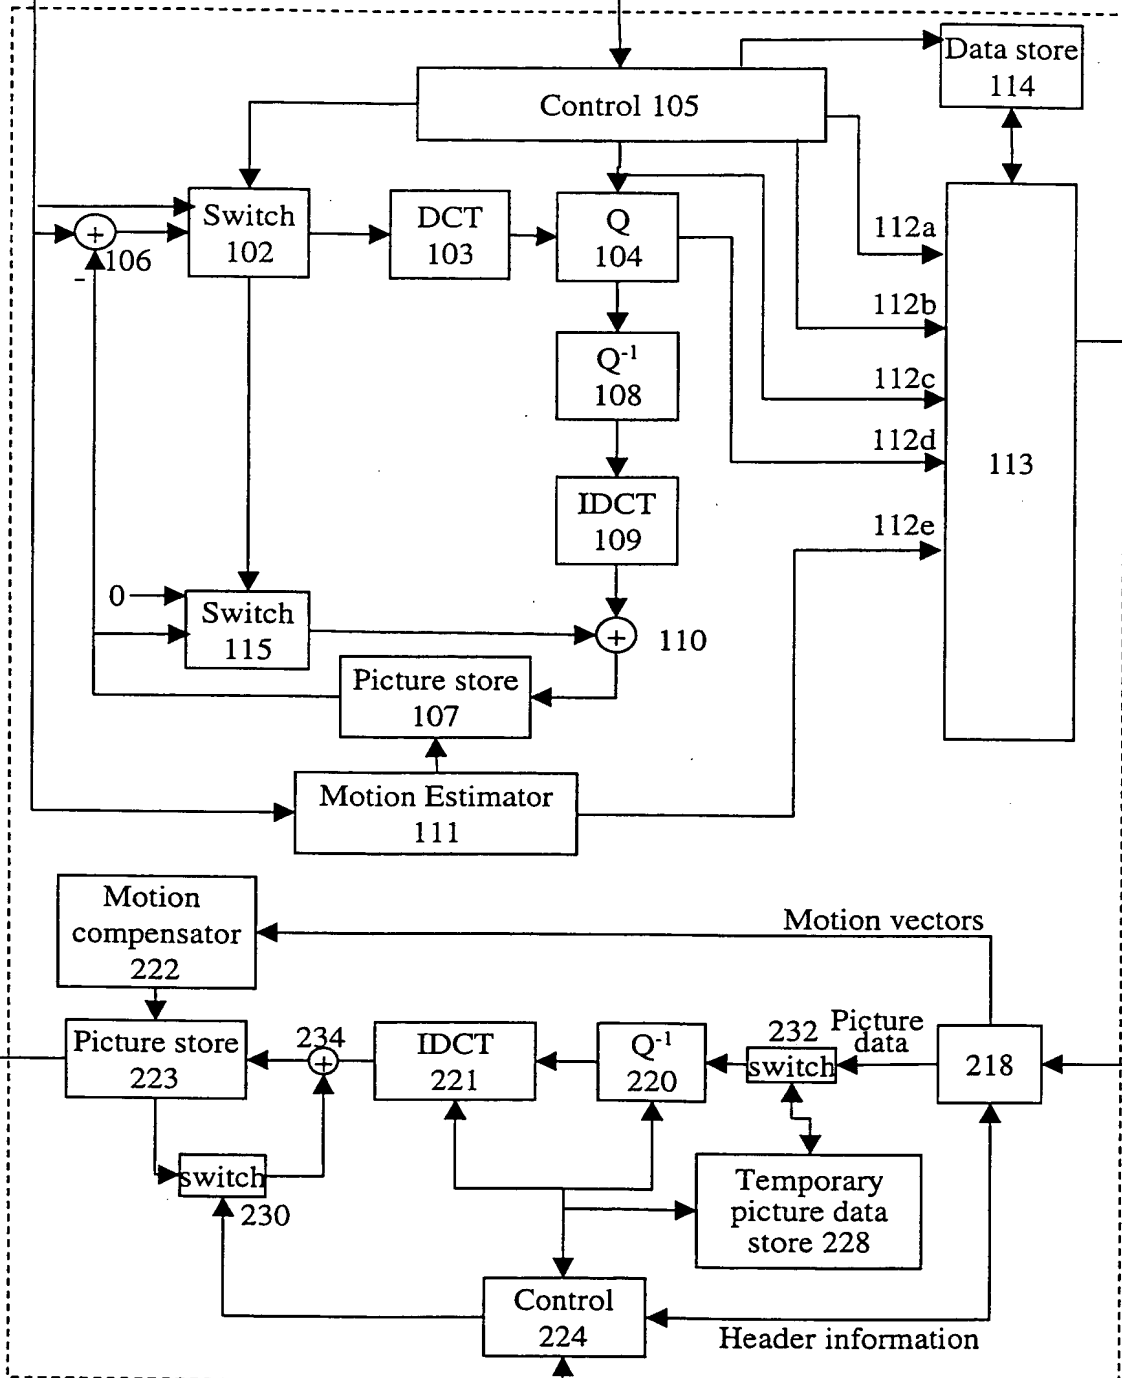 Data store
114
Control 105
Switch
102
DCT
103
Q
104
112a
+
106
-
112b
Q-1
108
112c
112d
113
IDCT
109
112e
0
Switch
115
+
110
Picture store
107
Motion Estimator
111
Motion
compensator
222
Motion vectors
Picture store
223
234
+
IDCT
221
Q-1
220
232
switch
Picture
data
218
switch
230
Temporary
picture data
store 228
Control
224
Header information